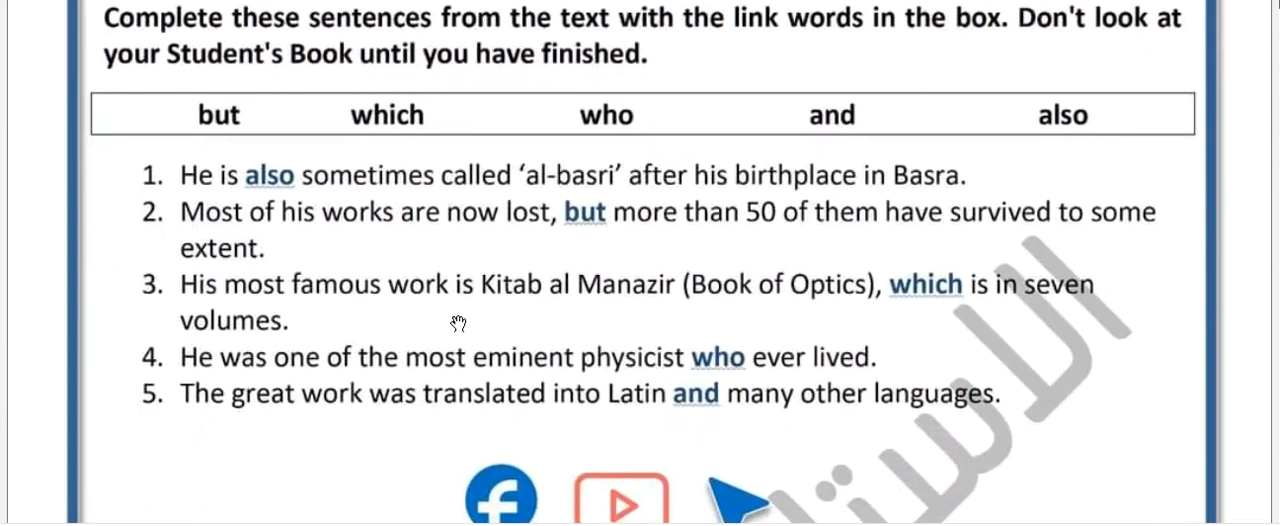 Complete these sentences from the text with the link words in the box. Don't look at
your Student's Book until you have finished.
but which who and also
1. He is also sometimes called ‘al-basri’ after his birthplace in Basra.
2. Most of his works are now lost, but more than 50 of them have survived to some
extent.
3. His most famous work is Kitab al Manazir (Book of Optics), which is in seven
volumes.
4. He was one of the most eminent physicist who ever lived.
5. The great work was translated into Latin and many other languages.